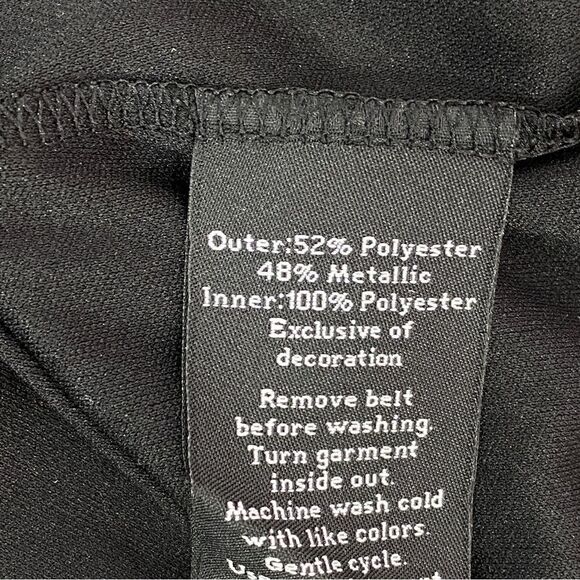 Outer:52% Polyester
48% Metallic
Inner:100% Polyester
Exclusive of
decoration
Remove belt
before washing.
Turn garment
inside out.
Machine wash cold
with like colors.
Gentle cycle.